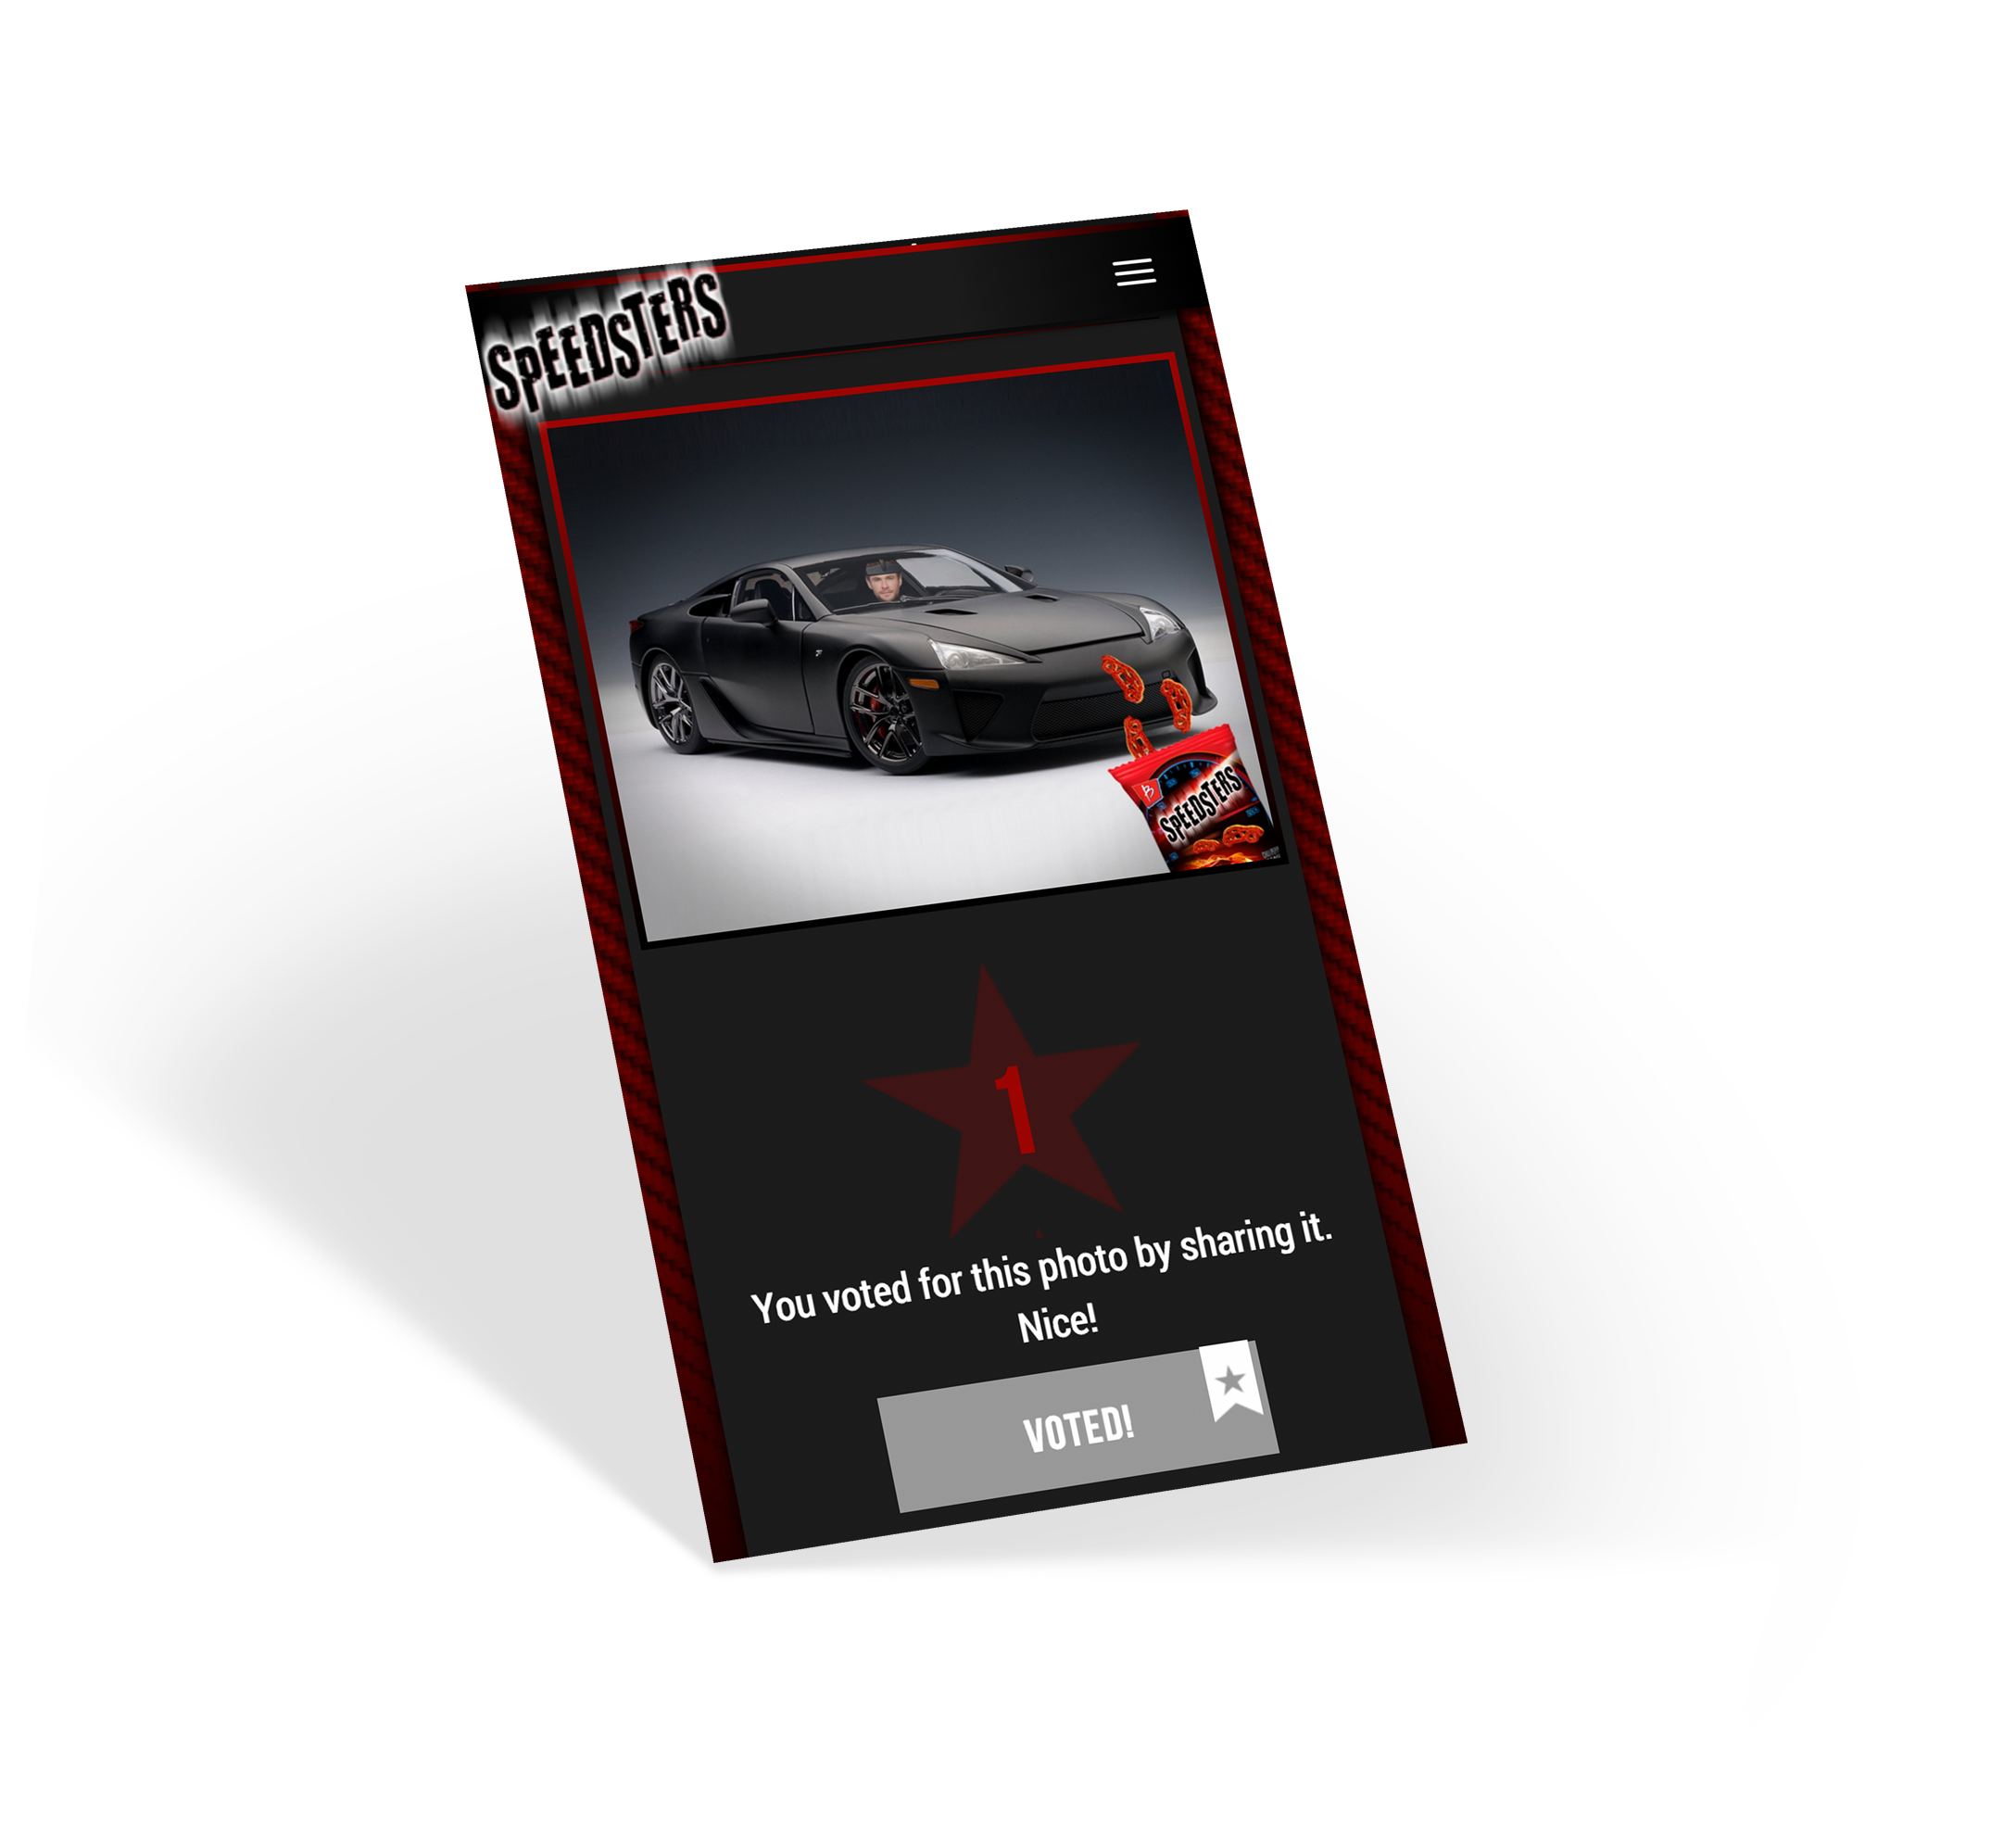 SPEEDSTERS
B
SPEEDSTERS
1
You voted for this photo by sharing it.
Nice!
VOTED!